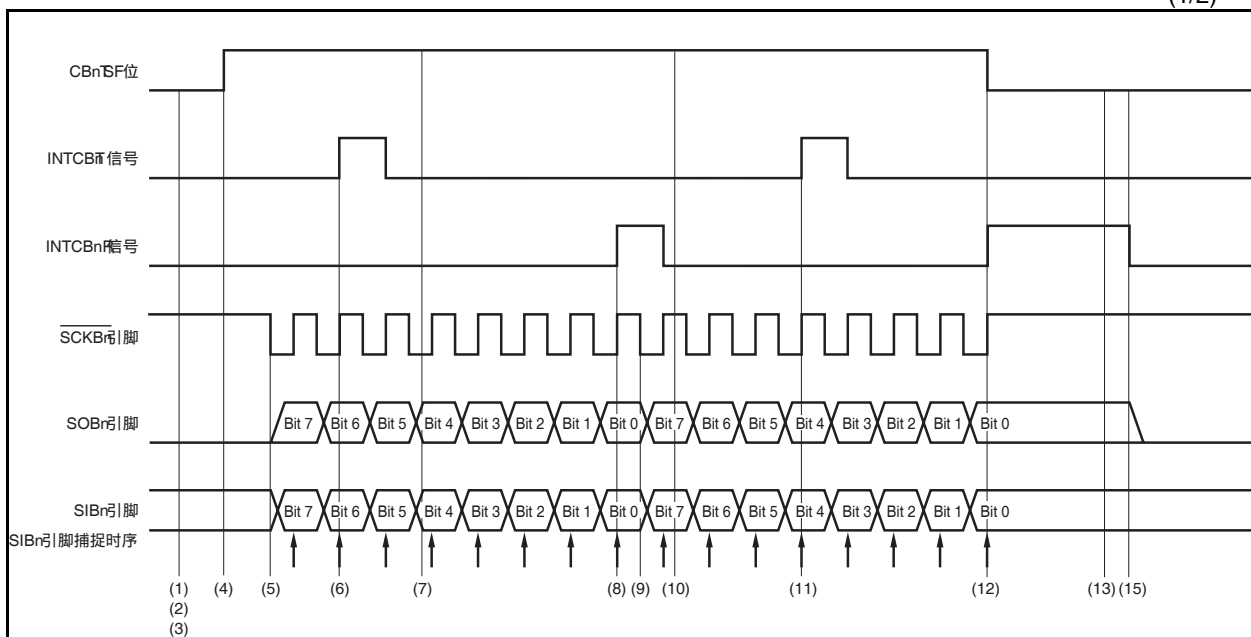 (1/2)
CBnTSF位
INTCBnT信号
INTCBnR信号
SCKBn引脚
SOBn引脚
Bit 7 Bit 6 Bit 5 Bit 4 Bit 3 Bit 2 Bit 1 Bit 0 Bit 7 Bit 6 Bit 5 Bit 4 Bit 3 Bit 2 Bit 1 Bit 0
SIBn引脚
Bit 7 Bit 6 Bit 5 Bit 4 Bit 3 Bit 2 Bit 1 Bit 0 Bit 7 Bit 6 Bit 5 Bit 4 Bit 3 Bit 2 Bit 1 Bit 0
SIBn引脚捕捉时序
(1) (4) (5) (6) (7) (8) (9) (10) (11) (12) (13) (15)
(2)
(3)